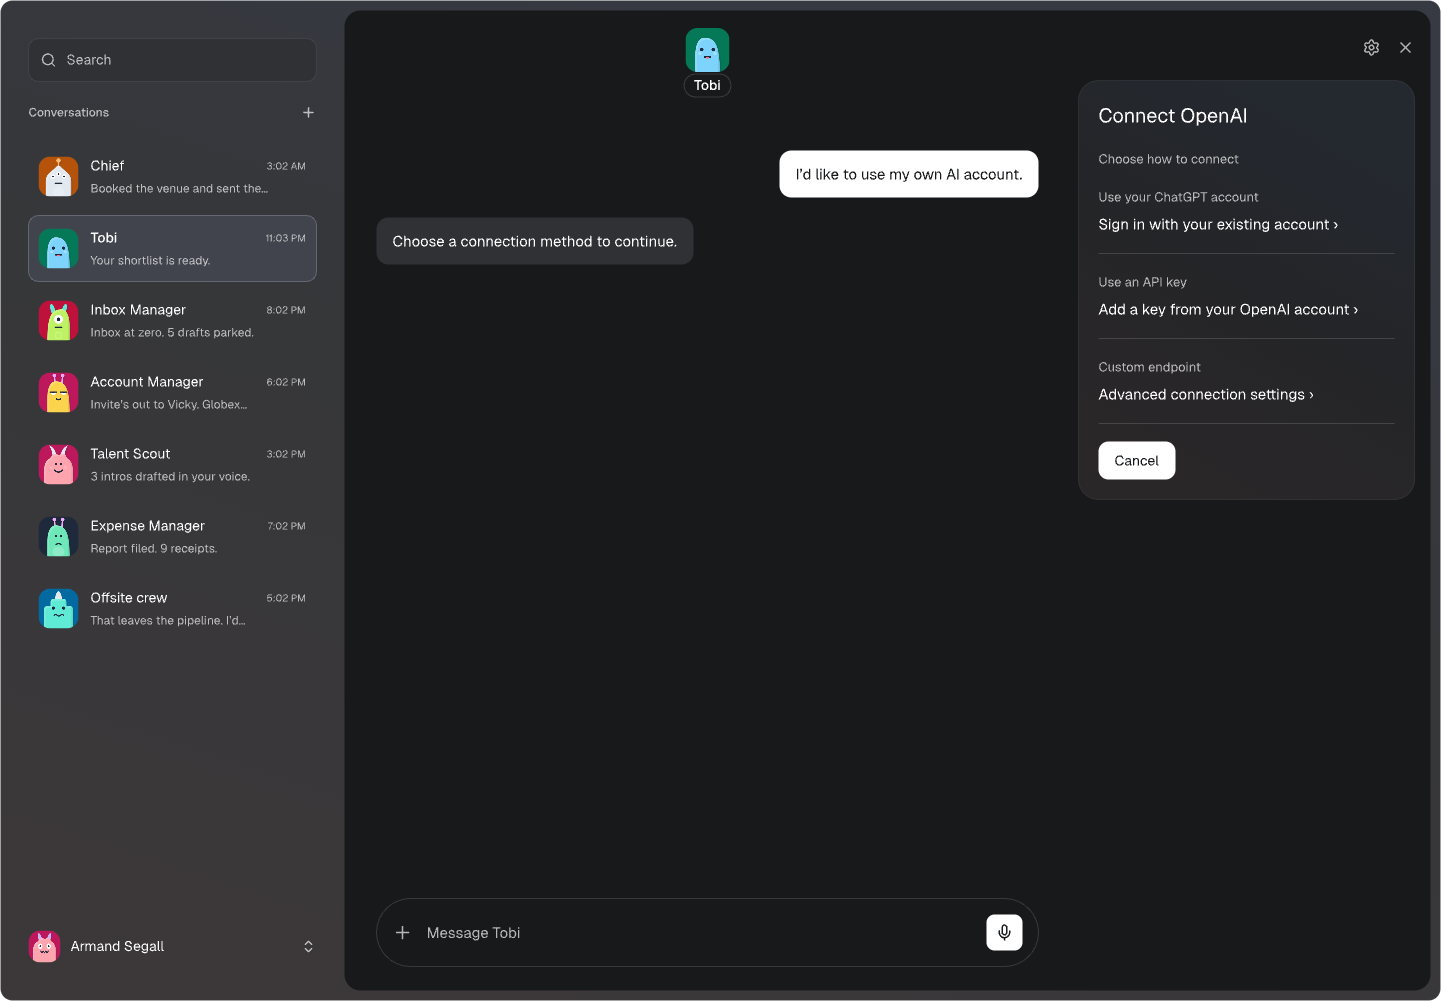 Search
Conversations
Chief
3:02 AM
Booked the venue and sent the...
Tobi
11:03 PM
Your shortlist is ready.
Inbox Manager
8:02 PM
Inbox at zero. 5 drafts parked.
Account Manager
6:02 PM
Invite's out to Vicky. Globex...
Talent Scout
3:02 PM
3 intros drafted in your voice.
Expense Manager
7:02 PM
Report filed. 9 receipts.
Offsite crew
5:02 PM
That leaves the pipeline. I'd...
Armand Segall
Tobi
I'd like to use my own AI account.
Choose a connection method to continue.
Message Tobi
Connect OpenAI
Choose how to connect
Use your ChatGPT account
Sign in with your existing account ›
Use an API key
Add a key from your OpenAI account ›
Custom endpoint
Advanced connection settings ›
Cancel